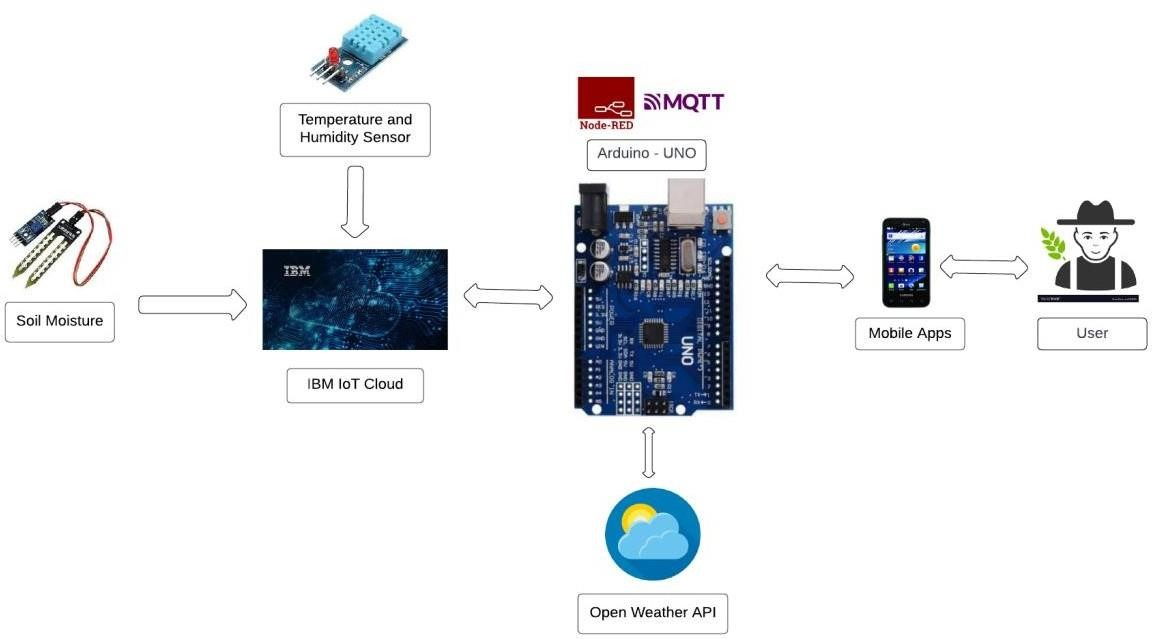 Temperature and
Humidity Sensor
Node-RED
MQTT
Arduino - UNO
Soil Moisture
IBM
IBM IoT Cloud
UNO
Mobile Apps
User
Open Weather API